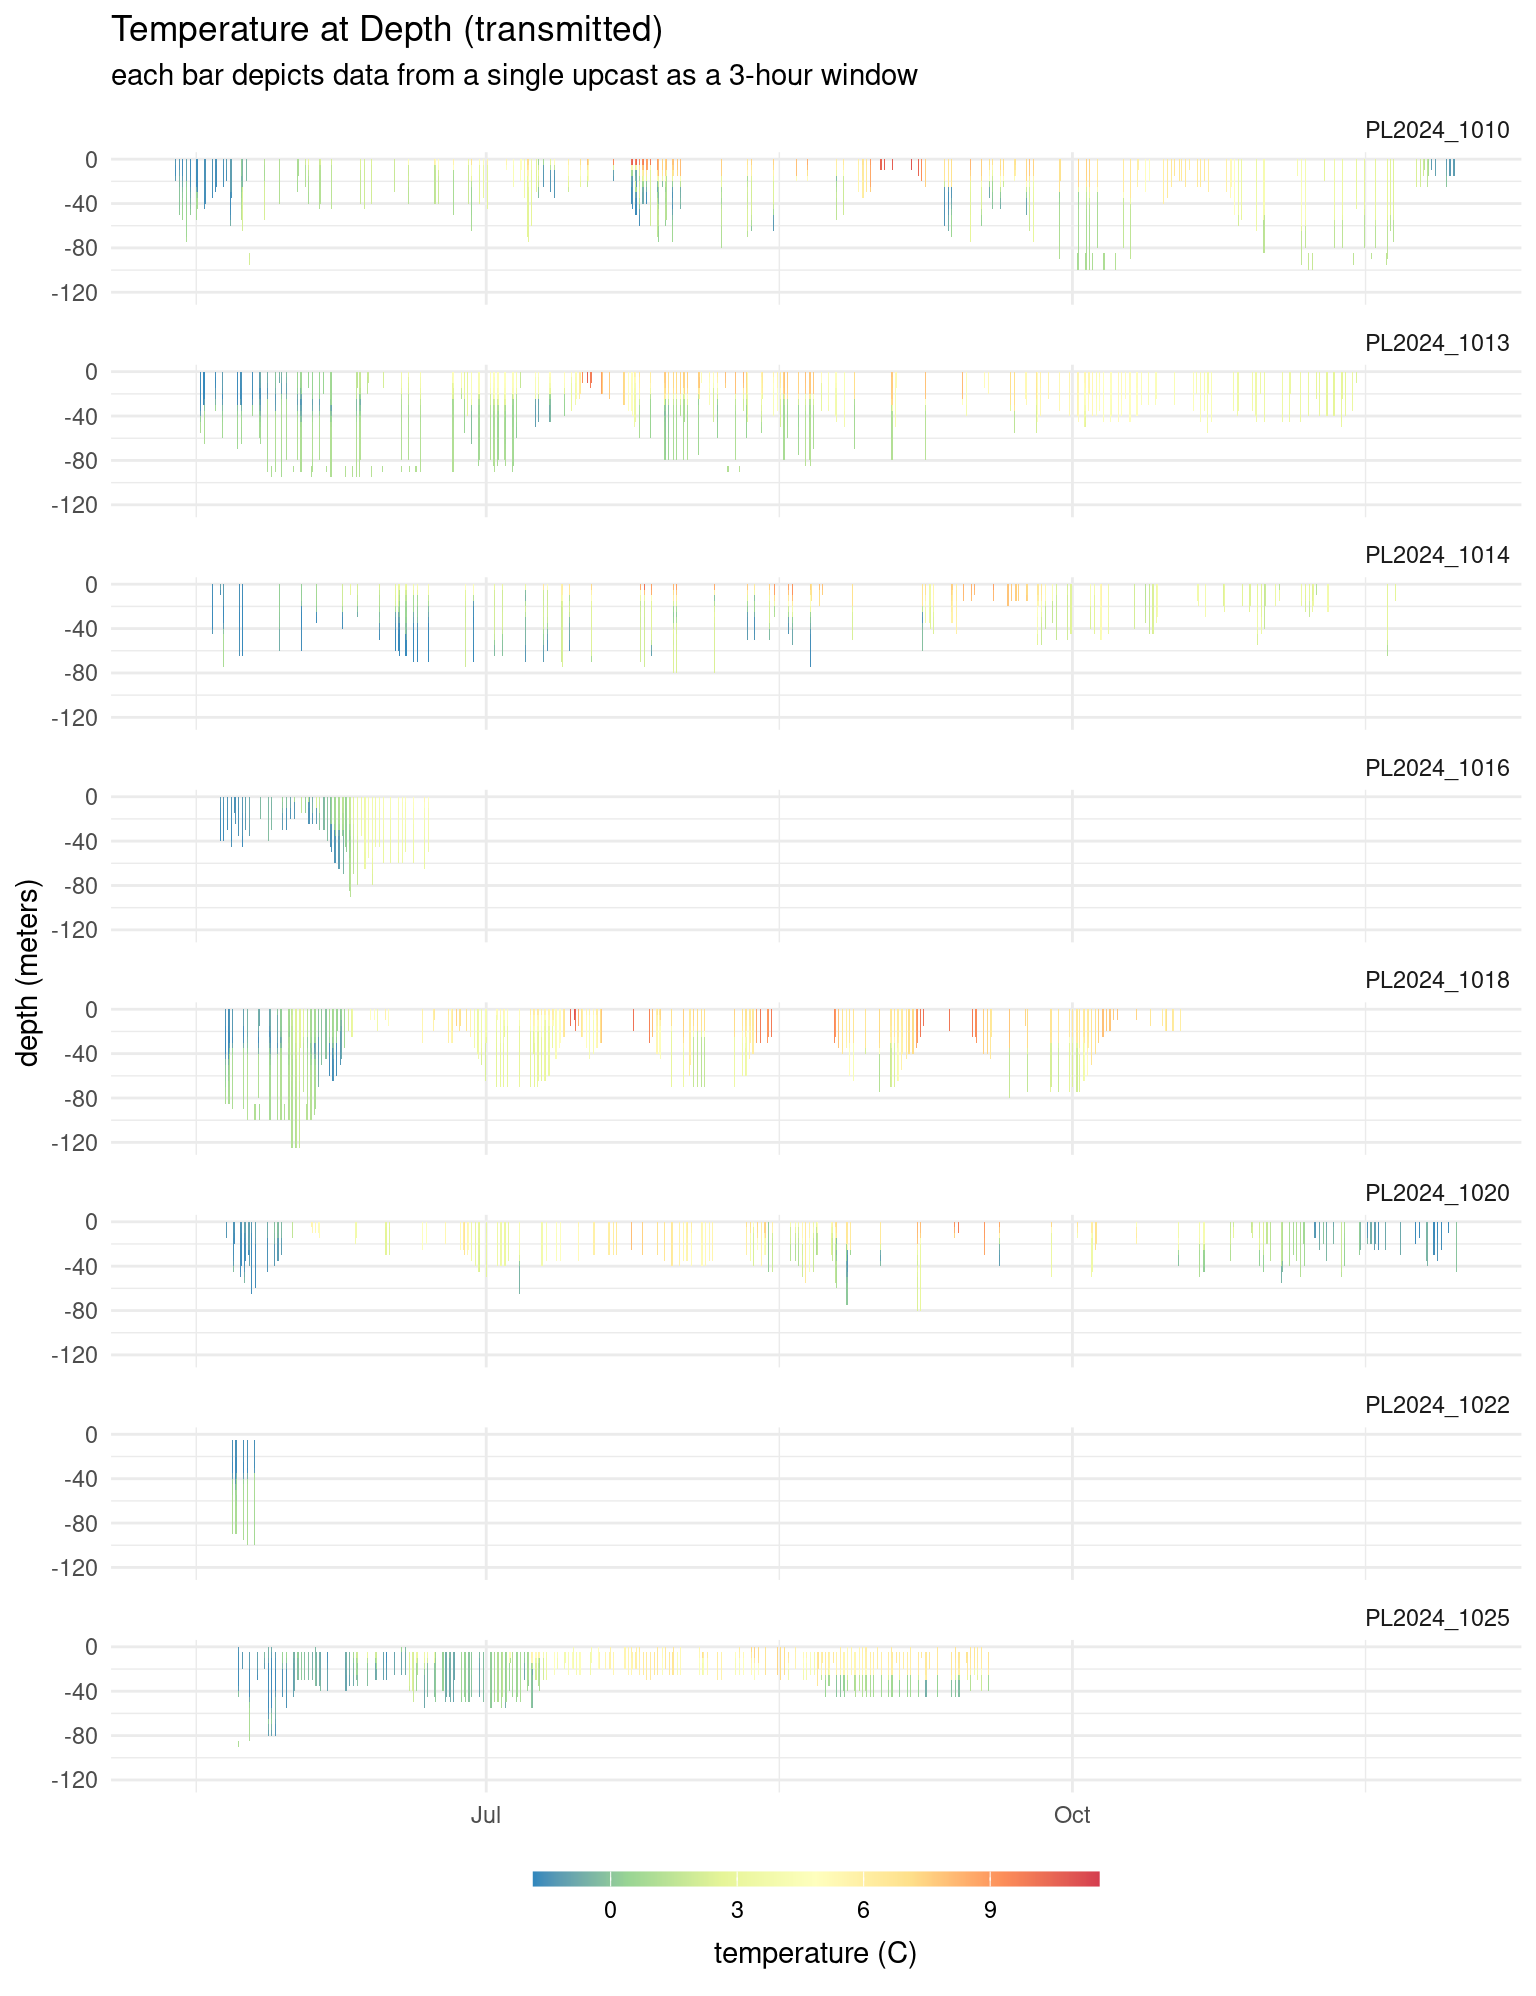 Temperature at Depth (transmitted)
each bar depicts data from a single upcast as a 3-hour window
PL2024_1010
0
-40
-80
-120
PL2024_1013
0
-40
-80
-120
PL2024_1014
0
-40
-80
-120
PL2024_1016
0
-40
-80
-120
depth (meters)
PL2024_1018
0
-40
-80
-120
PL2024_1020
0
-40
-80
-120
PL2024_1022
0
-40
-80
-120
PL2024_1025
0
-40
-80
-120
Jul Oct
0 3 6 9
temperature (C)